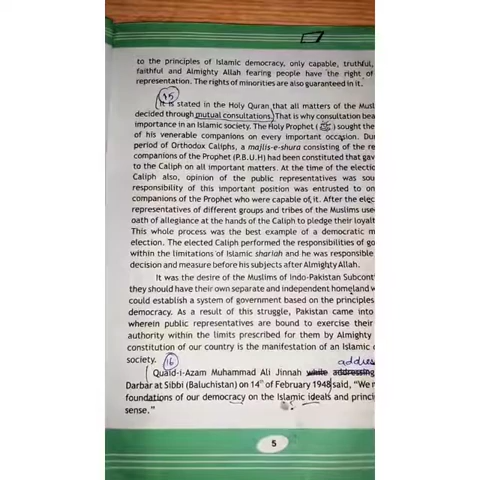 to the principles of Islamic democracy, only capable, truthful,
faithful and Almighty Allah fearing people have the right of
representation. The rights of minorities are also guaranteed in it.
15
It is stated in the Holy Quran that all matters of the Musl
decided through mutual consultations. That is why consultation bea
importance in an Islamic society. The Holy Prophet (ﷺ) sought the
of his venerable companions on every important occasion. Du
period of Orthodox Caliphs, a majlis-e-shura consisting of the re
companions of the Prophet (P.B.U.H) had been constituted that gav
to the Caliph on all important matters. At the time of the electio
Caliph also, opinion of the public representatives was sou
responsibility of this important position was entrusted to on
companions of the Prophet who were capable of it. After the elec
representatives of different groups and tribes of the Muslims use
oath of allegiance at the hands of the Caliph to pledge their loyalt
This whole process was the best example of a democratic m
election. The elected Caliph performed the responsibilities of go
within the limitations of Islamic shariah and he was responsible
decision and measure before his subjects after Almighty Allah.
It was the desire of the Muslims of Indo-Pakistan Subcont
they should have their own separate and independent homeland w
could establish a system of government based on the principles
democracy. As a result of this struggle, Pakistan came into
wherein public representatives are bound to exercise their
authority within the limits prescribed for them by Almighty
constitution of our country is the manifestation of an Islamic
society. 16 addres
Quaid-i-Azam Muhammad Ali Jinnah while addressing
Darbar at Sibbi (Baluchistan) on 14th of February 1948 said, "We
foundations of our democracy on the Islamic ideals and princi
sense."
5